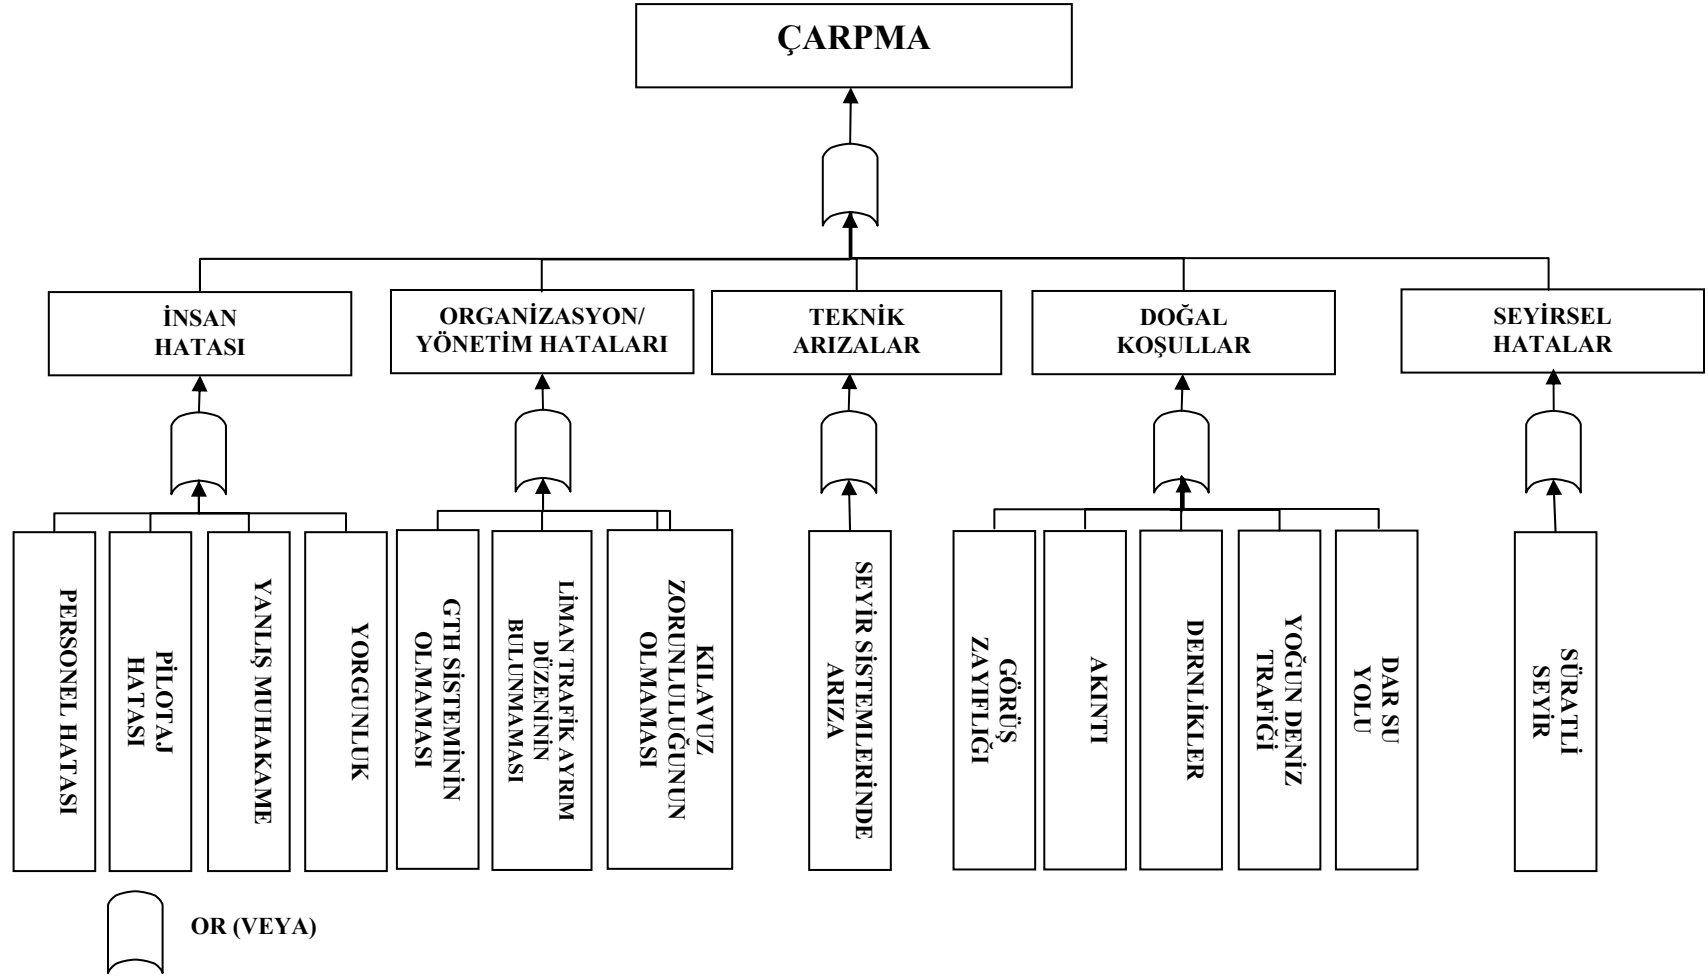 ÇARPMA
İNSAN
HATASI
ORGANİZASYON/
YÖNETİM HATALARI
TEKNİK
ARIZALAR
DOĞAL
KOŞULLAR
SEYİRSEL
HATALAR
PERSONEL HATASI
PİLOTAJ
HATASI
YANLIŞ MUHAKAME
YORGUNLUK
GTH SİSTEMİNİN
OLMAMASI
LİMAN TRAFİK AYRIM
DÜZENİNİN
BULUNMAMASI
KILAVUZ
ZORUNLULUĞUNUN
OLMAMASI
SEYİR SİSTEMLERİNDE
ARIZA
GÖRÜŞ
ZAYIFLIĞI
AKINTI
DERNLİKLER
YOĞUN DENİZ
TRAFİĞİ
DAR SU
YOLU
SÜRATLİ
SEYİR
OR (VEYA)